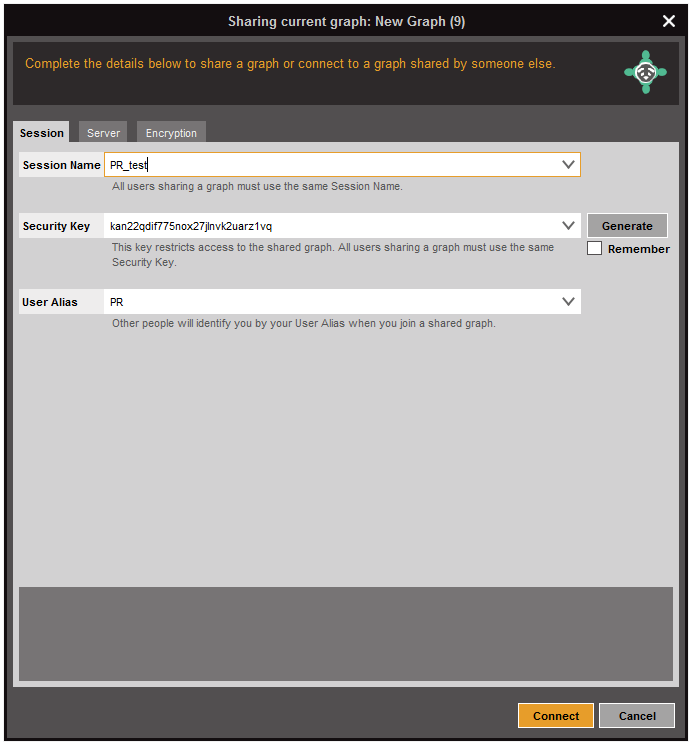 Sharing current graph: New Graph (9)
Complete the details below to share a graph or connect to a graph shared by someone else.
Session Server Encryption
Session Name PR_test
All users sharing a graph must use the same Session Name.
Security Key kan22qdif775nox27jlnvk2uarz1vq Generate
This key restricts access to the shared graph. All users sharing a graph must use the same Remember
Security Key.
User Alias PR
Other people will identify you by your User Alias when you join a shared graph.
Connect Cancel